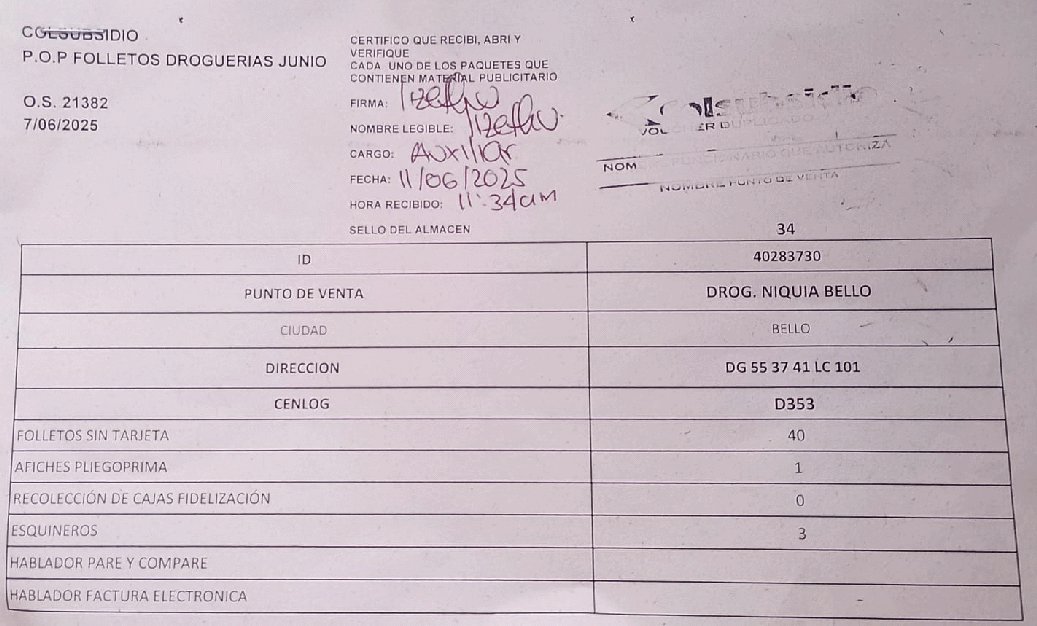 COLSUBSIDIO
P.O.P FOLLETOS DROGUERIAS JUNIO
O.S. 21382
7/06/2025
CERTIFICO QUE RECIBI, ABRI Y
VERIFIQUE
CADA UNO DE LOS PAQUETES QUE
CONTIENEN MATERIAL PUBLICITARIO
FIRMA:
NOMBRE LEGIBLE:
CARGO: Auxiliar
FECHA: 11/06/2025
HORA RECIBIDO: 11:34am
SELLO DEL ALMACEN
Colsubsidio
NOMBRE PUNTO DE VENTA
34
ID 40283730
PUNTO DE VENTA DROG. NIQUIA BELLO
CIUDAD BELLO
DIRECCION DG 55 37 41 LC 101
CENLOG D353
FOLLETOS SIN TARJETA 40
AFICHES PLIEGOPRIMA 1
RECOLECCIÓN DE CAJAS FIDELIZACIÓN 0
ESQUINEROS 3
HABLADOR PARE Y COMPARE
HABLADOR FACTURA ELECTRONICA -